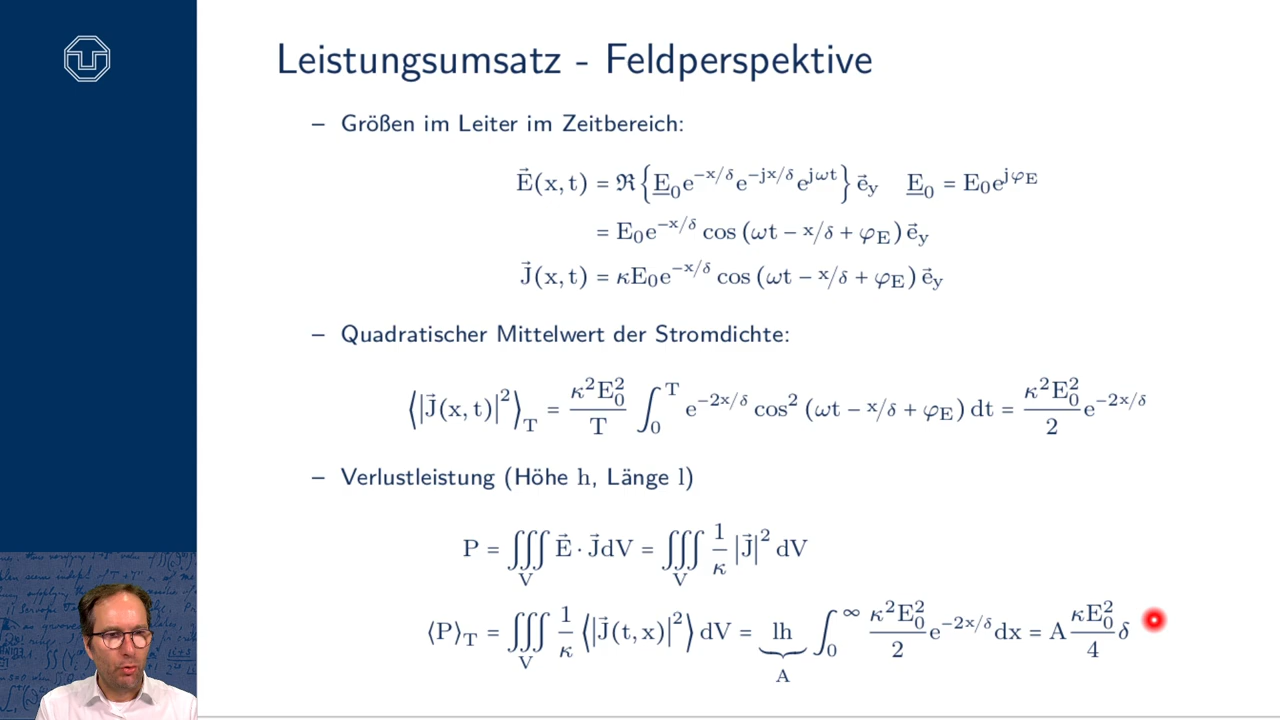 Leistungsumsatz - Feldperspektive
– Größen im Leiter im Zeitbereich:
E⃗(x, t) = ℜ{E̲₀e^{−x/δ}e^{−jx/δ}e^{jωt}} e⃗_y E̲₀ = E₀e^{jφ_E}
= E₀e^{−x/δ} cos (ωt − x/δ + φ_E) e⃗_y
J⃗(x, t) = κE₀e^{−x/δ} cos (ωt − x/δ + φ_E) e⃗_y
– Quadratischer Mittelwert der Stromdichte:
⟨|J⃗(x, t)|²⟩_T = κ²E₀²/T ∫₀^T e^{−2x/δ} cos² (ωt − x/δ + φ_E) dt = κ²E₀²/2 e^{−2x/δ}
– Verlustleistung (Höhe h, Länge l)
P = ∭_V E⃗ · J⃗dV = ∭_V 1/κ |J⃗|² dV
⟨P⟩_T = ∭_V 1/κ ⟨|J⃗(t, x)|²⟩ dV = lh ∫₀^∞ κ²E₀²/2 e^{−2x/δ}dx = A κE₀²/4 δ
A